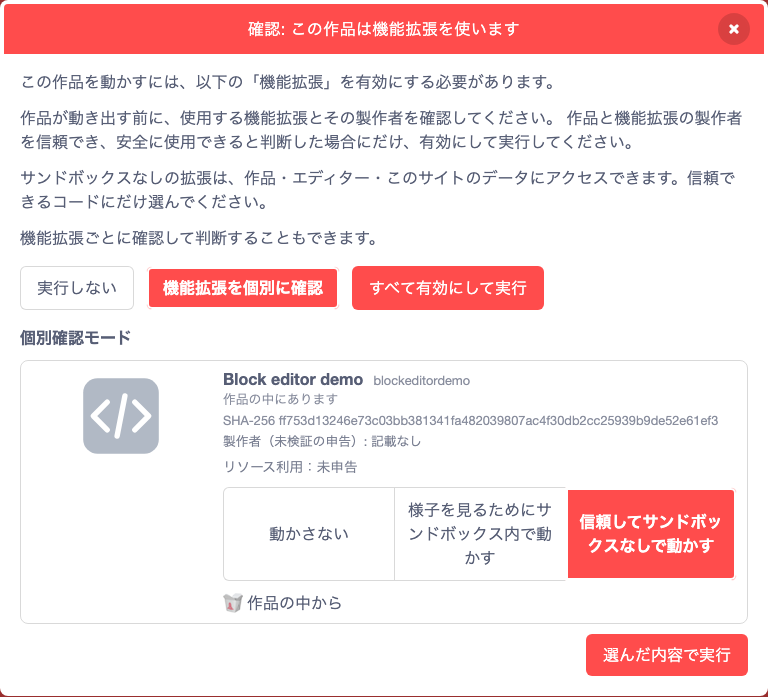 確認: この作品は機能拡張を使います
この作品を動かすには、以下の「機能拡張」を有効にする必要があります。
作品が動き出す前に、使用する機能拡張とその製作者を確認してください。 作品と機能拡張の製作者
を信頼でき、安全に使用できると判断した場合にだけ、有効にして実行してください。
サンドボックスなしの拡張は、作品・エディター・このサイトのデータにアクセスできます。信頼で
きるコードにだけ選んでください。
機能拡張ごとに確認して判断することもできます。
実行しない
機能拡張を個別に確認
すべて有効にして実行
個別確認モード
Block editor demo blockeditordemo
作品の中にあります
SHA-256 ff753d13246e73c03bb381341fa482039807ac4f30db2cc25939b9de52e61ef3
製作者（未検証の申告）: 記載なし
リソース利用：未申告
動かさない
様子を見るためにサ
ンドボックス内で動
かす
信頼してサンドボッ
クスなしで動かす
作品の中から
選んだ内容で実行